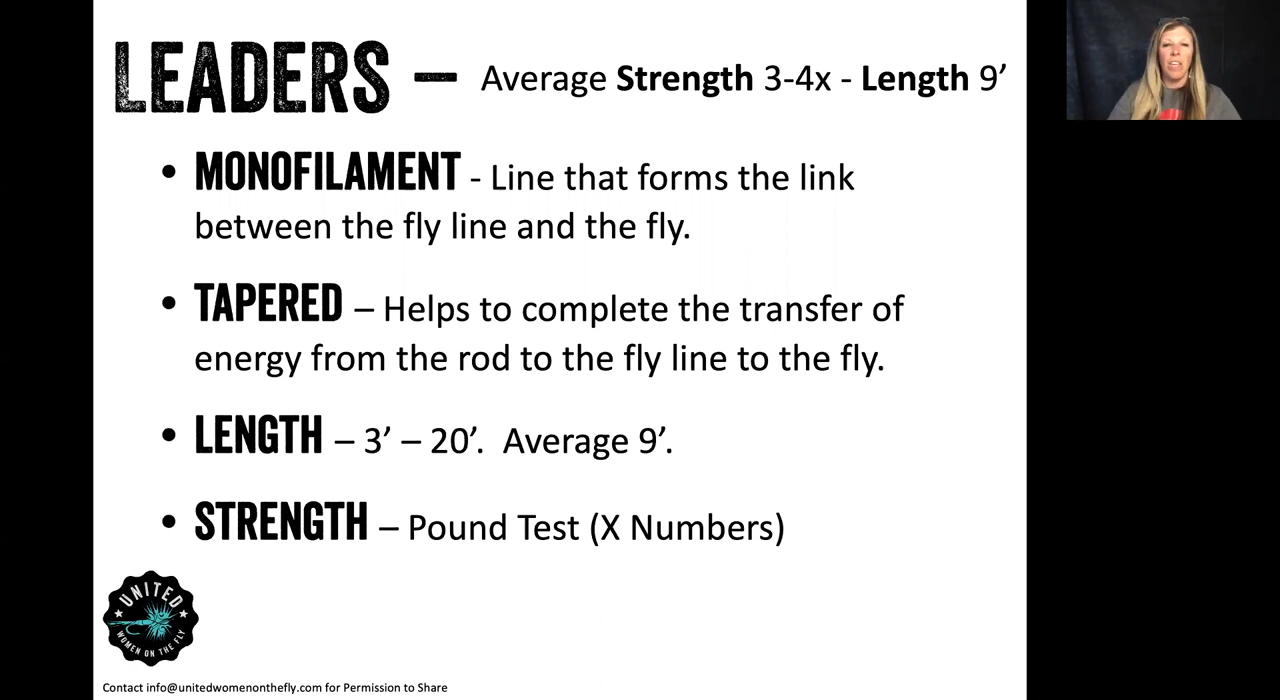 LEADERS – Average Strength 3-4x - Length 9’
• MONOFILAMENT - Line that forms the link
between the fly line and the fly.
• TAPERED – Helps to complete the transfer of
energy from the rod to the fly line to the fly.
• LENGTH – 3’ – 20’. Average 9’.
• STRENGTH – Pound Test (X Numbers)
UNITED
WOMEN ON THE FLY
Contact info@unitedwomenonthefly.com for Permission to Share